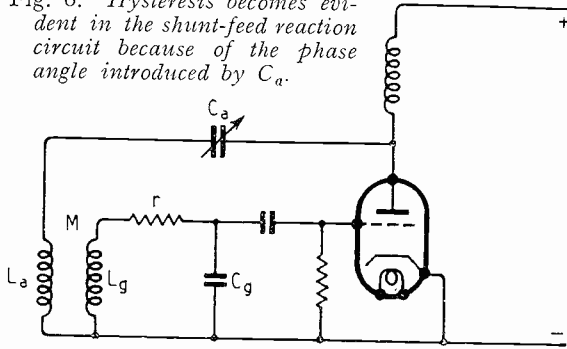 Fig. 6. Hysteresis becomes evi-
dent in the shunt-feed reaction
circuit because of the phase
angle introduced by Ca.
+
Ca
r
M
La
Lg
Cg
−